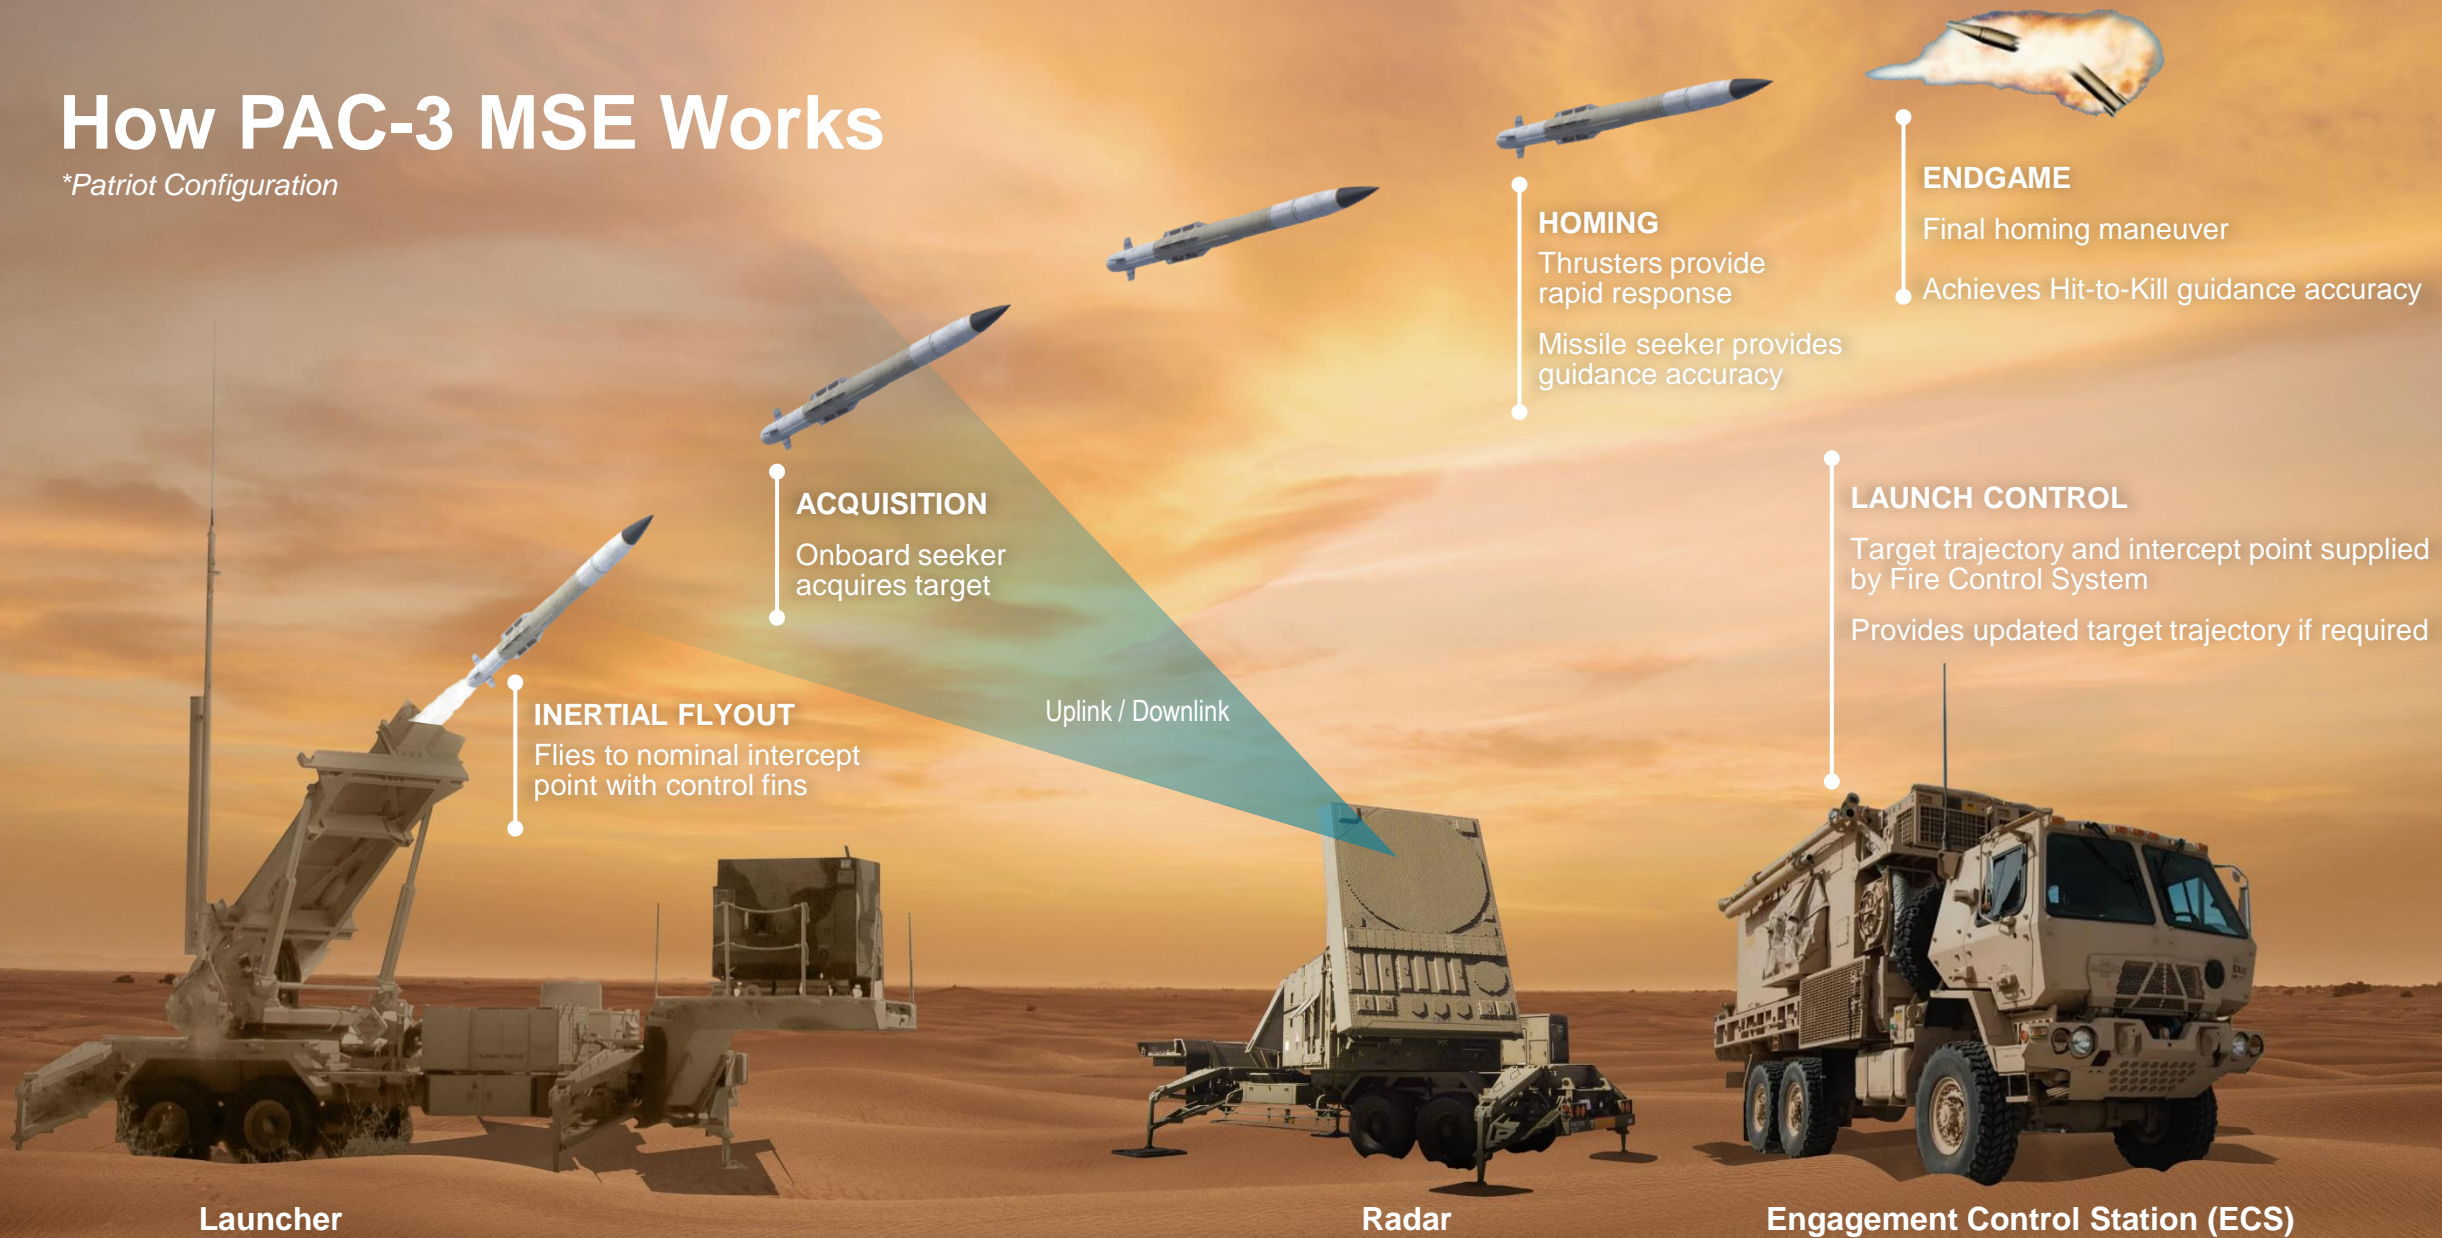 How PAC-3 MSE Works
*Patriot Configuration
ENDGAME
Final homing maneuver
Achieves Hit-to-Kill guidance accuracy
HOMING
Thrusters provide
rapid response
Missile seeker provides
guidance accuracy
ACQUISITION
Onboard seeker
acquires target
LAUNCH CONTROL
Target trajectory and intercept point supplied
by Fire Control System
Provides updated target trajectory if required
INERTIAL FLYOUT
Flies to nominal intercept
point with control fins
Uplink / Downlink
Launcher
Radar
Engagement Control Station (ECS)